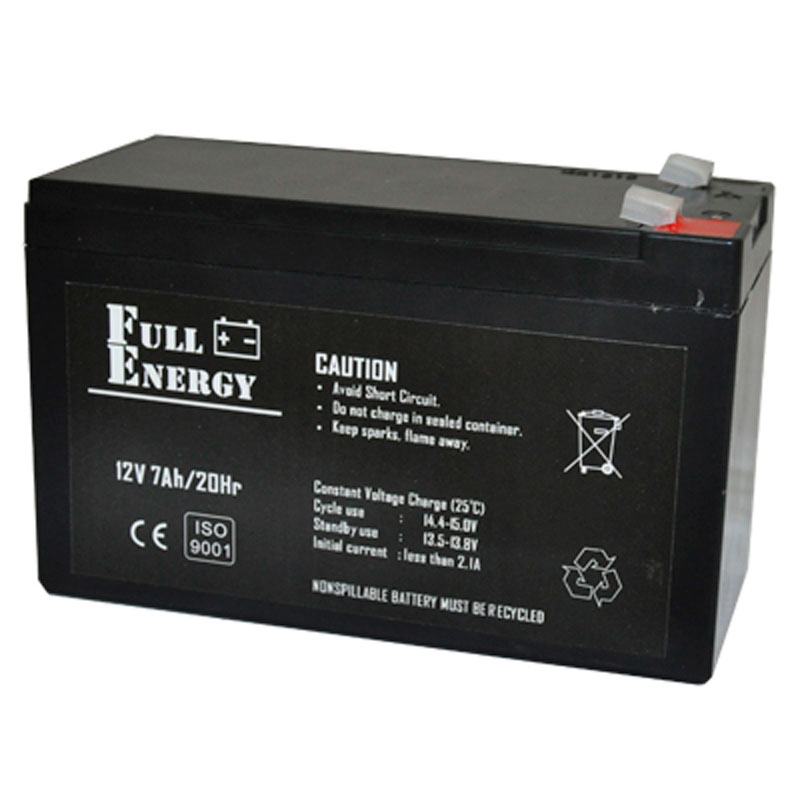 FULL
ENERGY
12V 7Ah/20Hr
CE
ISO
9001
CAUTION
• Avoid Short Circuit.
• Do not charge in sealed container.
• Keep sparks, flame away.
Constant Voltage Charge (25°C)
Cycle use : 14.4-15.0V
Standby use : 13.5-13.8V
Initial current : less than 2.1A
NONSPILLABLE BATTERY MUST BE RECYCLED